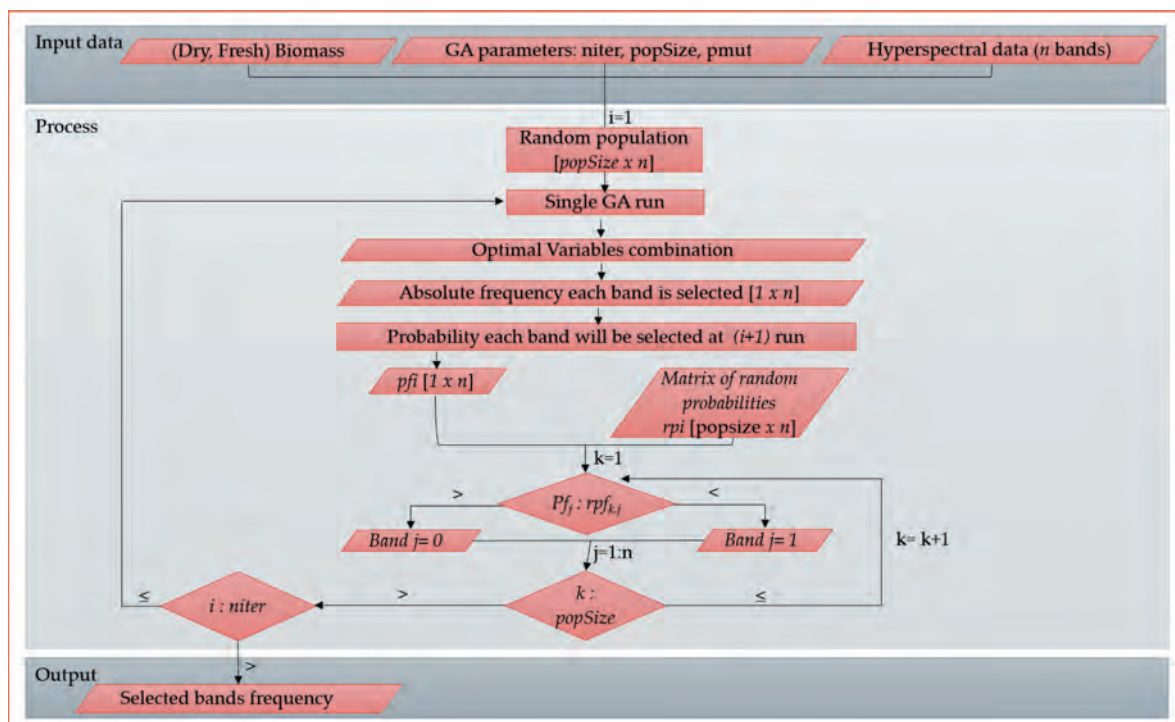 Input data
(Dry, Fresh) Biomass
GA parameters: niter, popSize, pmut
Hyperspectral data (n bands)
Process
i=1
Random population
[popSize x n]
Single GA run
Optimal Variables combination
Absolute frequency each band is selected [1 x n]
Probability each band will be selected at (i+1) run
pfi [1 x n]
Matrix of random
probabilities
rpi [popsize x n]
k=1
>
Pfj : rpfk,j
<
Band j= 0
Band j= 1
k= k+1
j=1:n
≤
i : niter
>
k :
popSize
≤
>
Output
Selected bands frequency